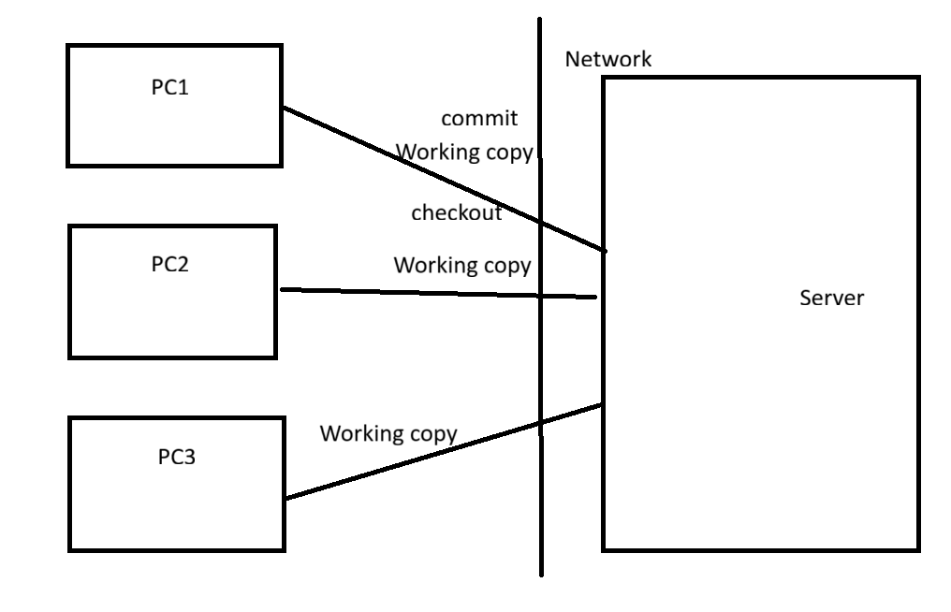 PC1
Network
commit
Working copy
checkout
PC2
Working copy
Server
Working copy
PC3